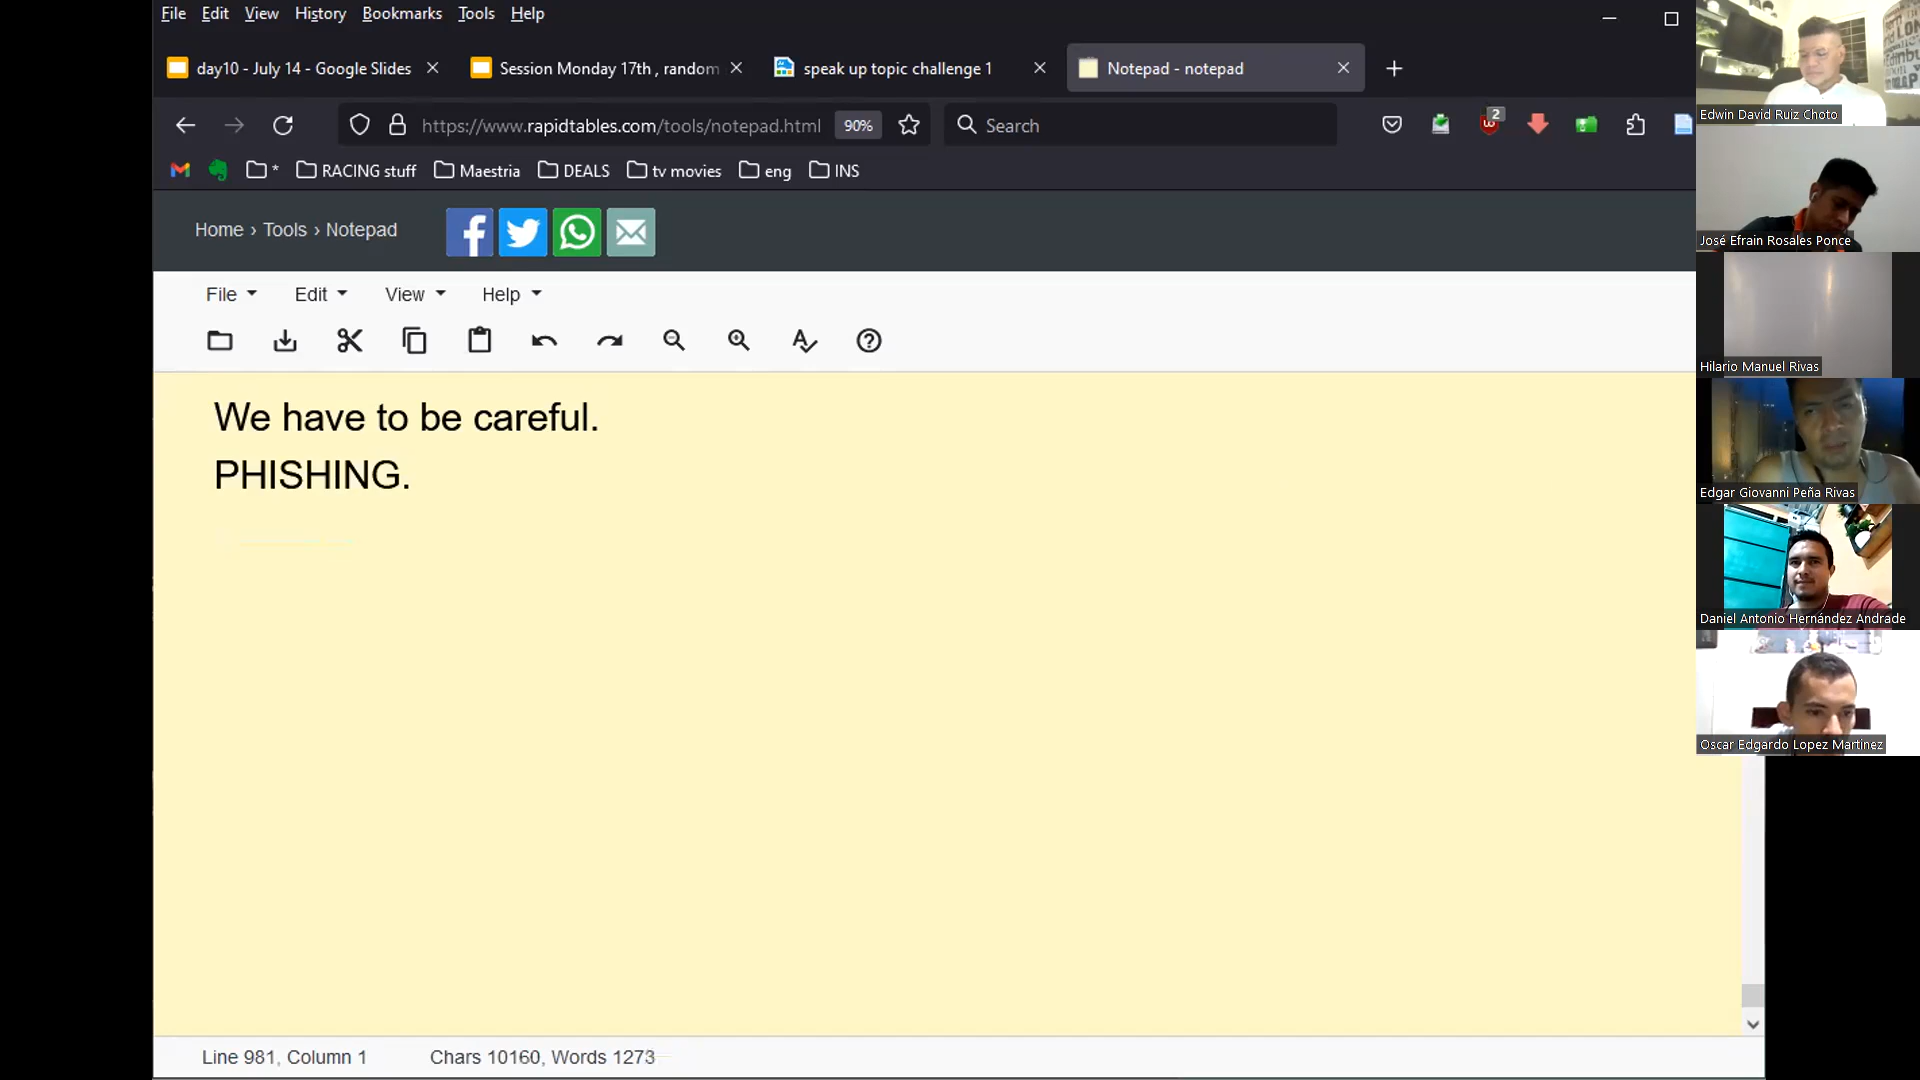 File Edit View History Bookmarks Tools Help
day10 - July 14 - Google Slides
Session Monday 17th , random
speak up topic challenge 1
Notepad - notepad
https://www.rapidtables.com/tools/notepad.html
90%
Search
2
*
RACING stuff
Maestria
DEALS
tv movies
eng
INS
Home › Tools › Notepad
File Edit View Help
We have to be careful.
PHISHING.
Line 981, Column 1
Chars 10160, Words 1273
Edwin David Ruiz Choto
José Efrain Rosales Ponce
Hilario Manuel Rivas
Edgar Giovanni Peña Rivas
Daniel Antonio Hernández Andrade
Oscar Edgardo Lopez Martinez